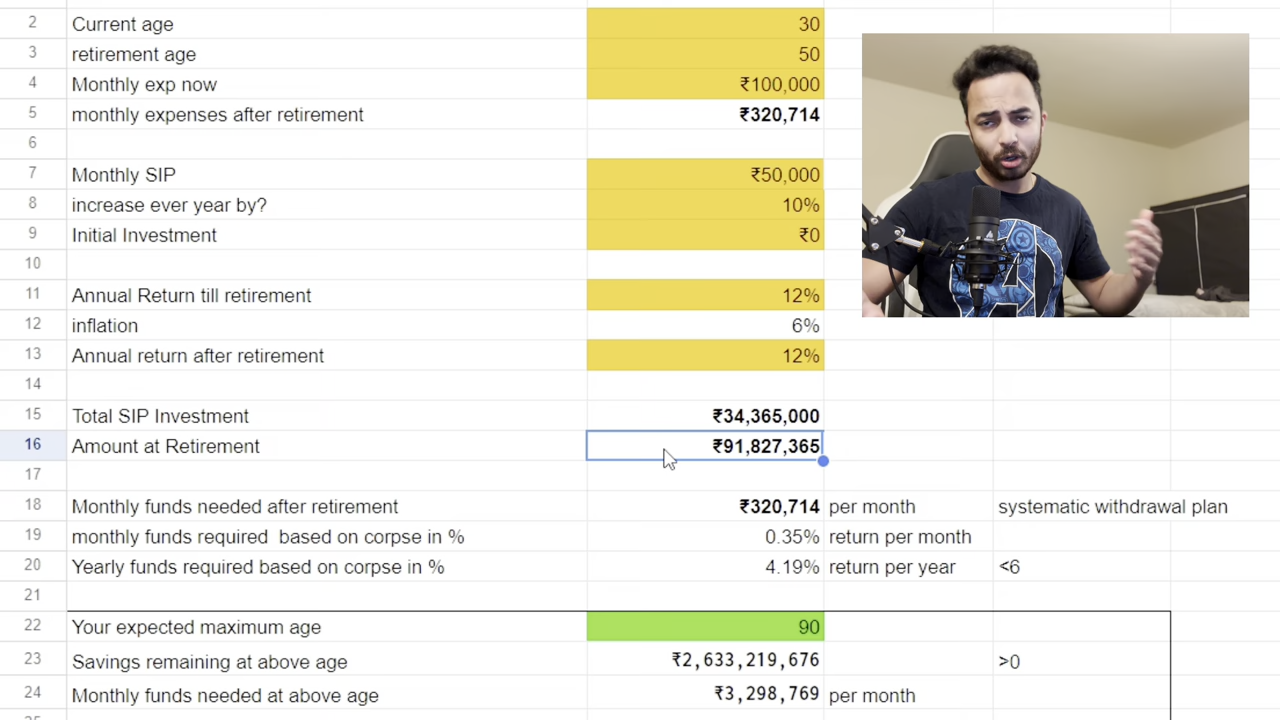 2 Current age 30
3 retirement age 50
4 Monthly exp now ₹100,000
5 monthly expenses after retirement ₹320,714
6
7 Monthly SIP ₹50,000
8 increase ever year by? 10%
9 Initial Investment ₹0
10
11 Annual Return till retirement 12%
12 inflation 6%
13 Annual return after retirement 12%
14
15 Total SIP Investment ₹34,365,000
16 Amount at Retirement ₹91,827,365
17
18 Monthly funds needed after retirement ₹320,714 per month systematic withdrawal plan
19 monthly funds required based on corpse in % 0.35% return per month
20 Yearly funds required based on corpse in % 4.19% return per year <6
21
22 Your expected maximum age 90
23 Savings remaining at above age ₹2,633,219,676 >0
24 Monthly funds needed at above age ₹3,298,769 per month